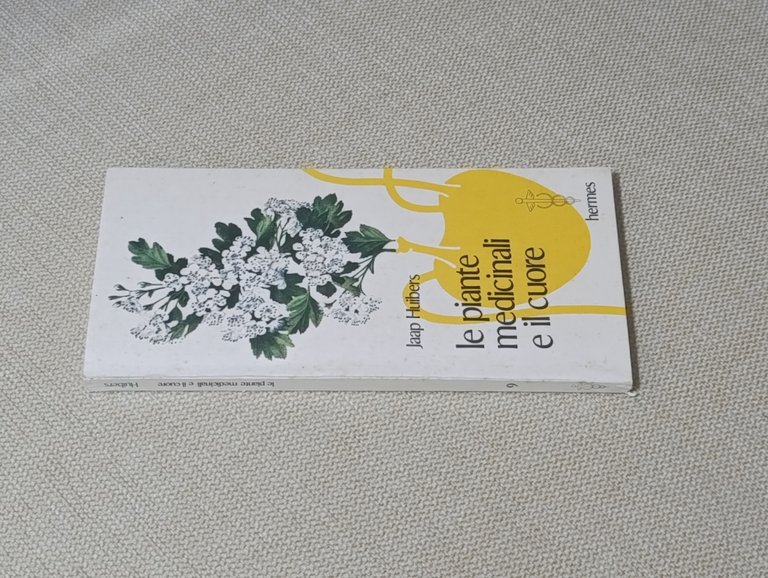 Jaap Huibers
le piante
medicinali
e il cuore
hermes
Huibers le piante medicinali e il cuore 9